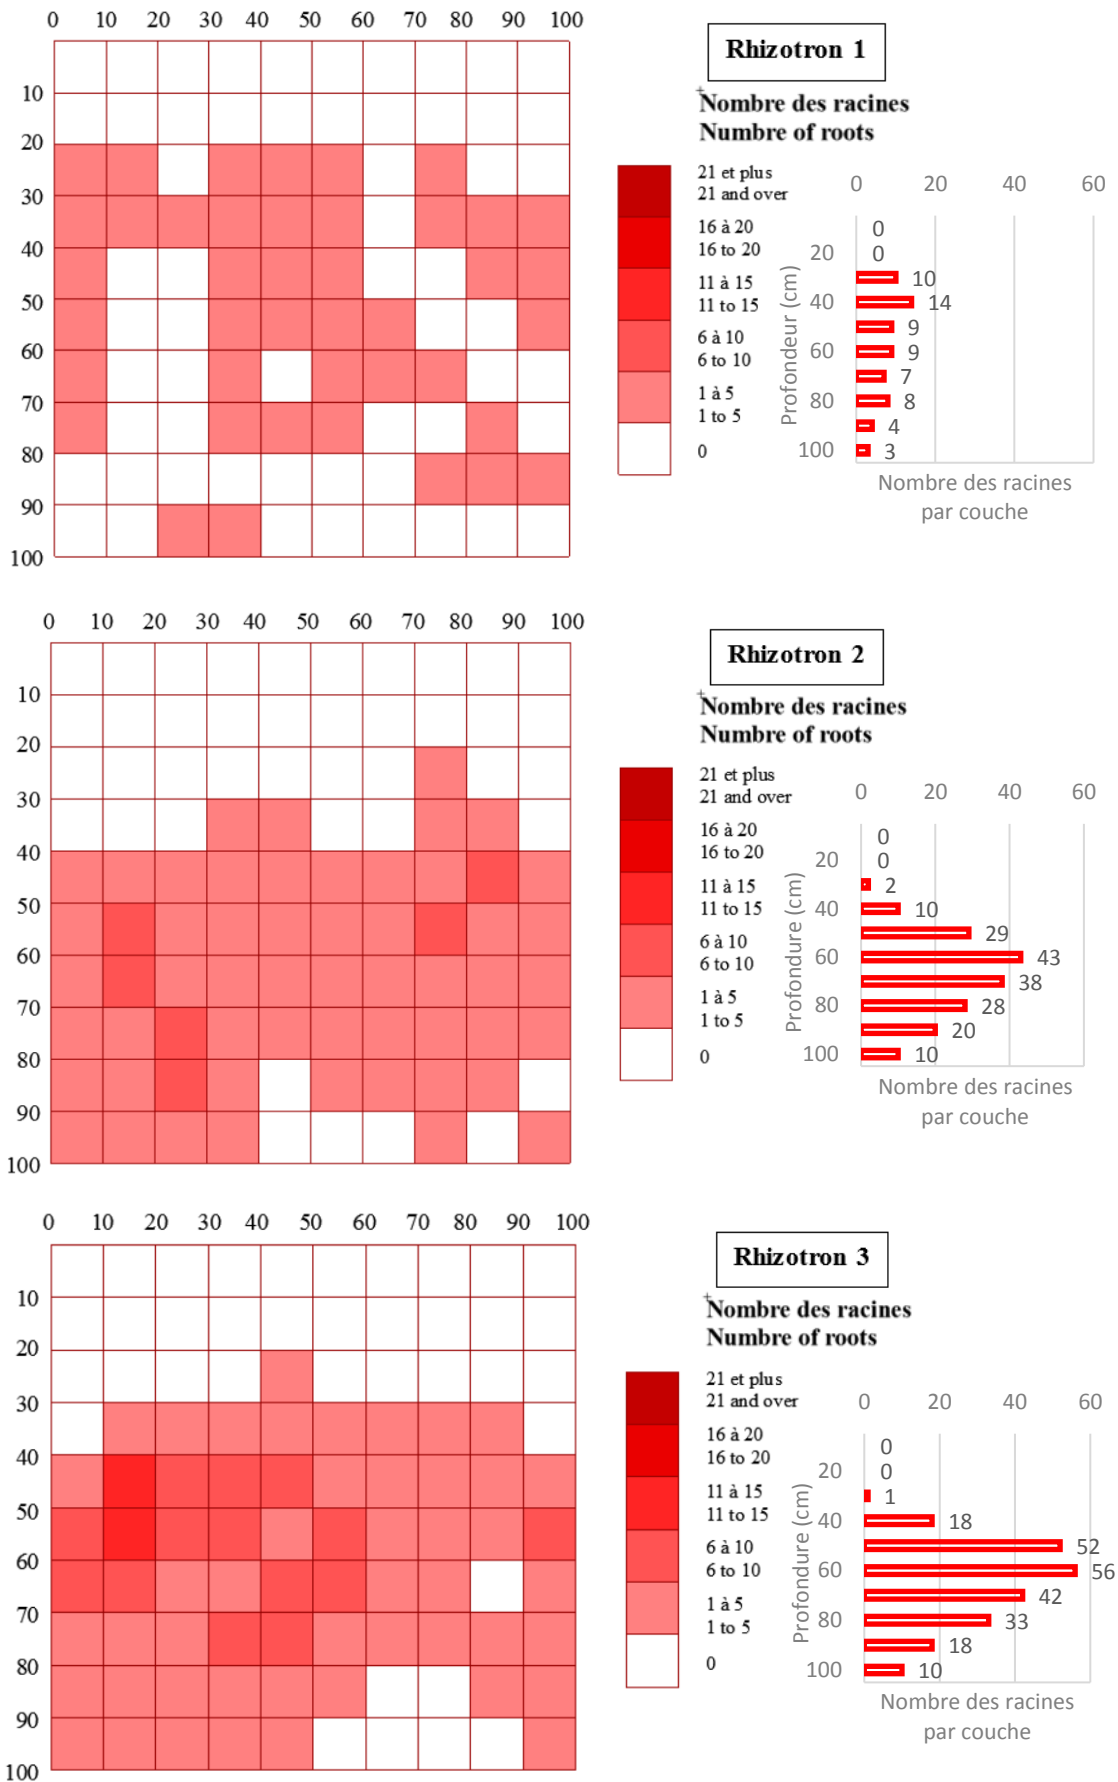 0 10 20 30 40 50 60 70 80 90 100
10
20
30
40
50
60
70
80
90
100
Rhizotron 1
Nombre des racines
Numbre of roots
21 et plus
21 and over
16 à 20
16 to 20
11 à 15
11 to 15
6 à 10
6 to 10
1 à 5
1 to 5
0
0 20 40 60
Profondeur (cm)
20
40
60
80
100
0
0
10
14
9
9
7
8
4
3
Nombre des racines
par couche
0 10 20 30 40 50 60 70 80 90 100
10
20
30
40
50
60
70
80
90
100
Rhizotron 2
Nombre des racines
Numbre of roots
21 et plus
21 and over
16 à 20
16 to 20
11 à 15
11 to 15
6 à 10
6 to 10
1 à 5
1 to 5
0
0 20 40 60
Profondure (cm)
20
40
60
80
100
0
0
2
10
29
43
38
28
20
10
Nombre des racines
par couche
0 10 20 30 40 50 60 70 80 90 100
10
20
30
40
50
60
70
80
90
100
Rhizotron 3
Nombre des racines
Numbre of roots
21 et plus
21 and over
16 à 20
16 to 20
11 à 15
11 to 15
6 à 10
6 to 10
1 à 5
1 to 5
0
0 20 40 60
Profondure (cm)
20
40
60
80
100
0
0
1
18
52
56
42
33
18
10
Nombre des racines
par couche